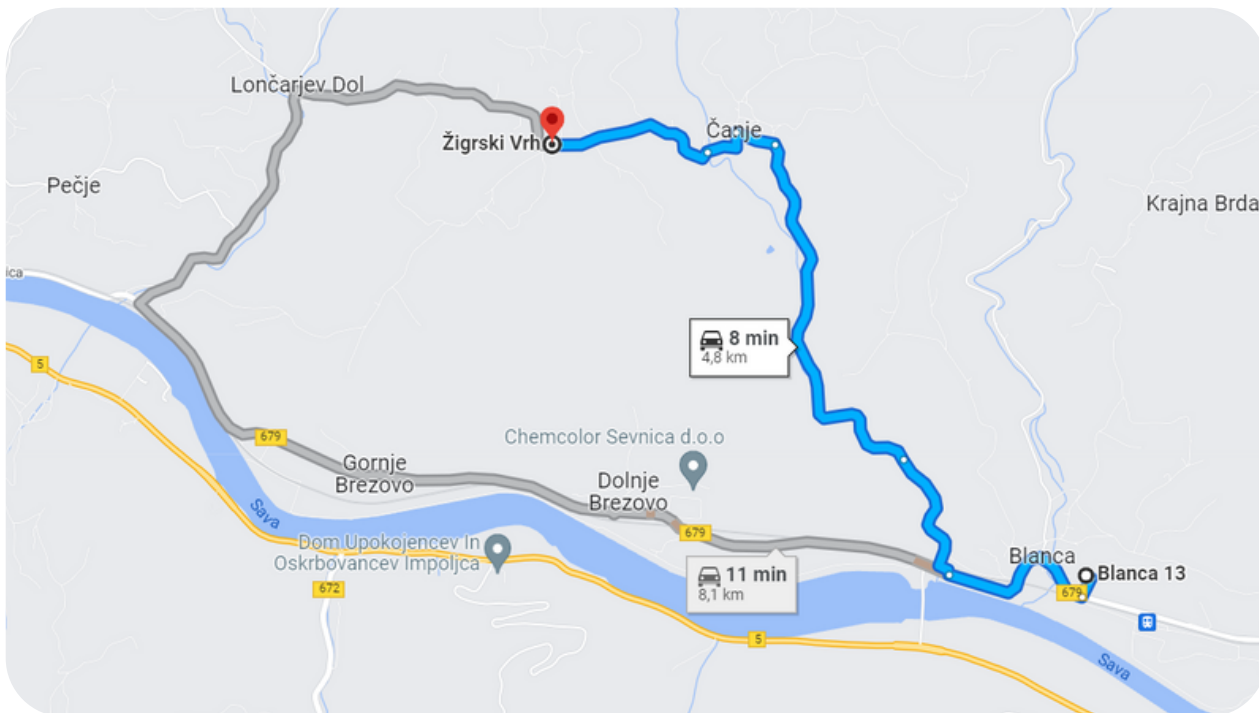 Lončarjev Dol
Čanje
Žigrski Vrh
Pečje
Krajna Brda
ica
8 min
4,8 km
5
679
Chemcolor Sevnica d.o.o
Gornje
Brezovo
Dolnje
Brezovo
Sava
679
Dom Upokojencev In
Oskrbovancev Impoljca
672
11 min
8,1 km
Blanca
Blanca 13
679
5
Sava